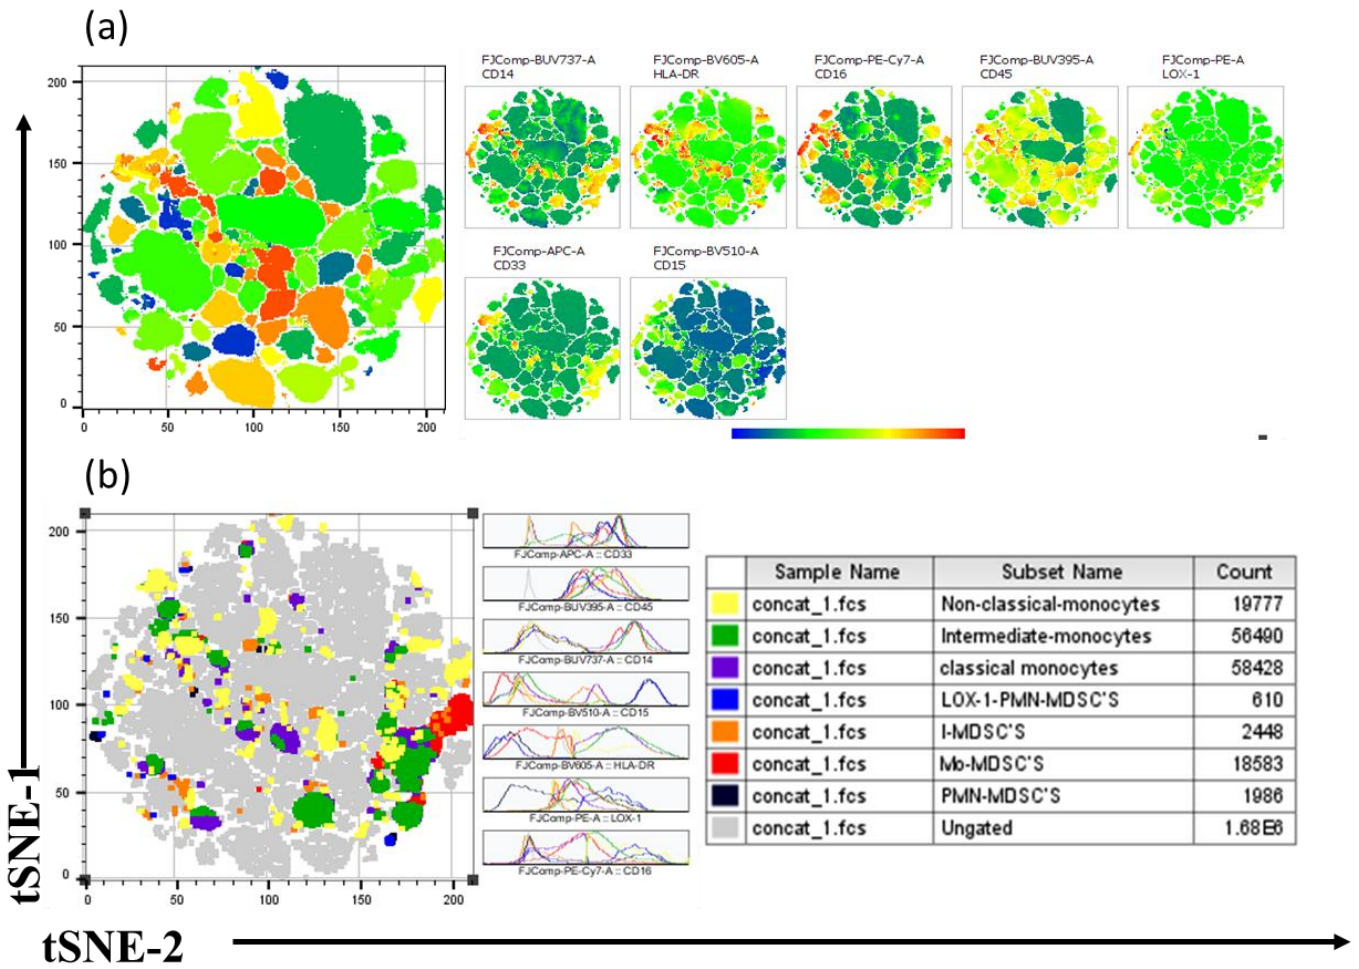 (a)
200
150
100
50
0
0 50 100 150 200
FJComp-BUV737-A FJComp-BV605-A FJComp-PE-Cy7-A FJComp-BUV395-A FJComp-PE-A
CD14 HLA-DR CD16 CD45 LOX-1
FJComp-APC-A FJComp-BV510-A
CD33 CD15
(b)
200
150
100
50
0
0 50 100 150 200
FJComp-APC-A :: CD33
FJComp-BUV395-A :: CD45
FJComp-BUV737-A :: CD14
FJComp-BV510-A :: CD15
FJComp-BV605-A :: HLA-DR
FJComp-PE-A :: LOX-1
FJComp-PE-Cy7-A :: CD16
Sample Name Subset Name Count
concat_1.fcs Non-classical-monocytes 19777
concat_1.fcs Intermediate-monocytes 56490
concat_1.fcs classical monocytes 58428
concat_1.fcs LOX-1-PMN-MDSC'S 610
concat_1.fcs I-MDSC'S 2448
concat_1.fcs Mo-MDSC'S 18583
concat_1.fcs PMN-MDSC'S 1986
concat_1.fcs Ungated 1.68E6
tSNE-1
tSNE-2